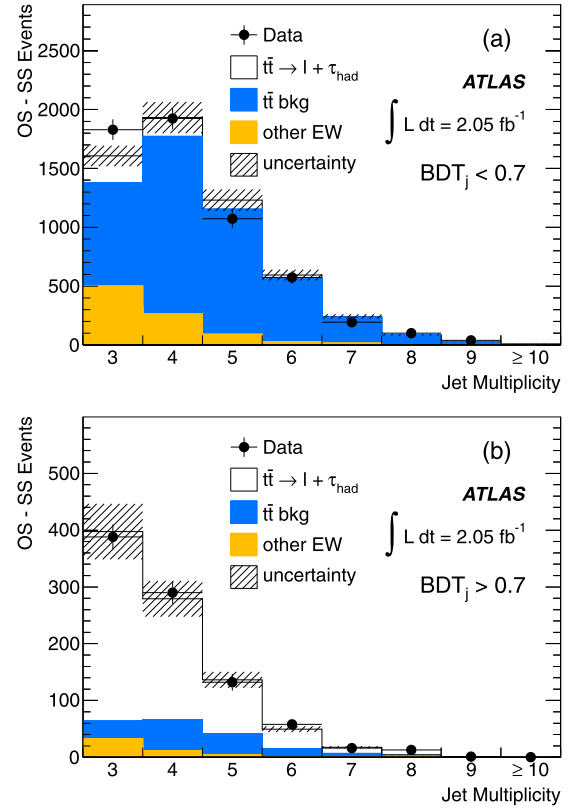 OS - SS Events
2500
2000
1500
1000
500
0
Data
tt̄ → l + τhad
tt̄ bkg
other EW
uncertainty
(a)
ATLAS
∫ L dt = 2.05 fb⁻¹
BDTj < 0.7
3 4 5 6 7 8 9 ≥ 10
Jet Multiplicity
OS - SS Events
500
400
300
200
100
0
Data
tt̄ → l + τhad
tt̄ bkg
other EW
uncertainty
(b)
ATLAS
∫ L dt = 2.05 fb⁻¹
BDTj > 0.7
3 4 5 6 7 8 9 ≥ 10
Jet Multiplicity